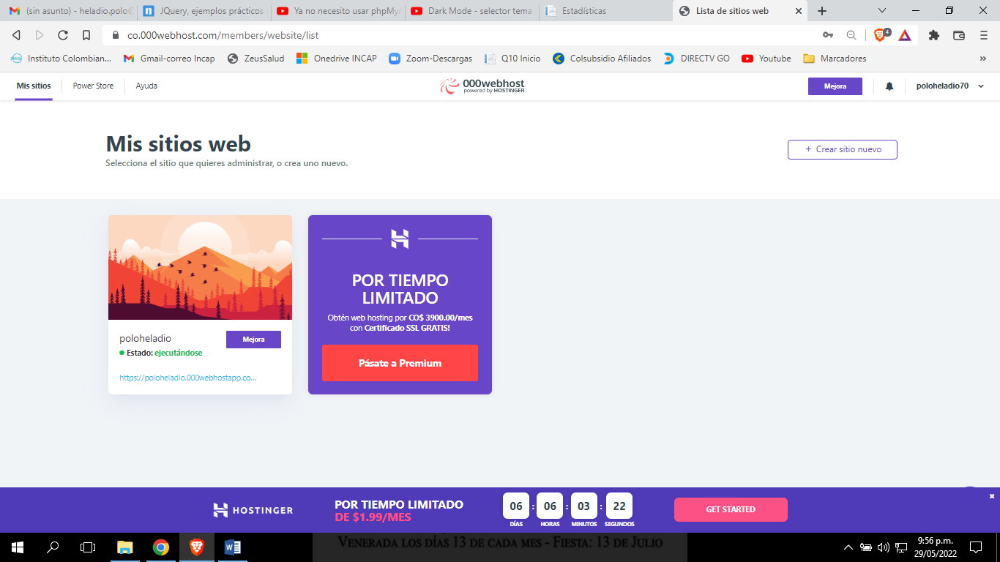 (sin asunto) - heladio.polo@
JQuery, ejemplos prácticos
Ya no necesito usar phpMyA
Dark Mode - selector tema
Estadísticas
Lista de sitios web
co.000webhost.com/members/website/list
4
Instituto Colombian...
Gmail-correo Incap
ZeusSalud
Onedrive INCAP
Zoom-Descargas
Q10 Inicio
Colsubsidio Afiliados
DIRECTV GO
Youtube
Marcadores
»
Mis sitios
Power Store
Ayuda
000webhost
powered by HOSTINGER
Mejora
poloheladio70
Mis sitios web
Selecciona el sitio que quieres administrar, o crea uno nuevo.
+ Crear sitio nuevo
poloheladio
Mejora
Estado: ejecutándose
https://poloheladio.000webhostapp.co...
POR TIEMPO
LIMITADO
Obtén web hosting por CO$ 3900.00/mes
con Certificado SSL GRATIS!
Pásate a Premium
HOSTINGER
POR TIEMPO LIMITADO
DE $1.99/MES
06 : 06 : 03 : 22
DÍAS HORAS MINUTOS SEGUNDOS
GET STARTED
Venerada los días 13 de cada mes - Fiesta: 13 de Julio
9:56 p.m.
29/05/2022